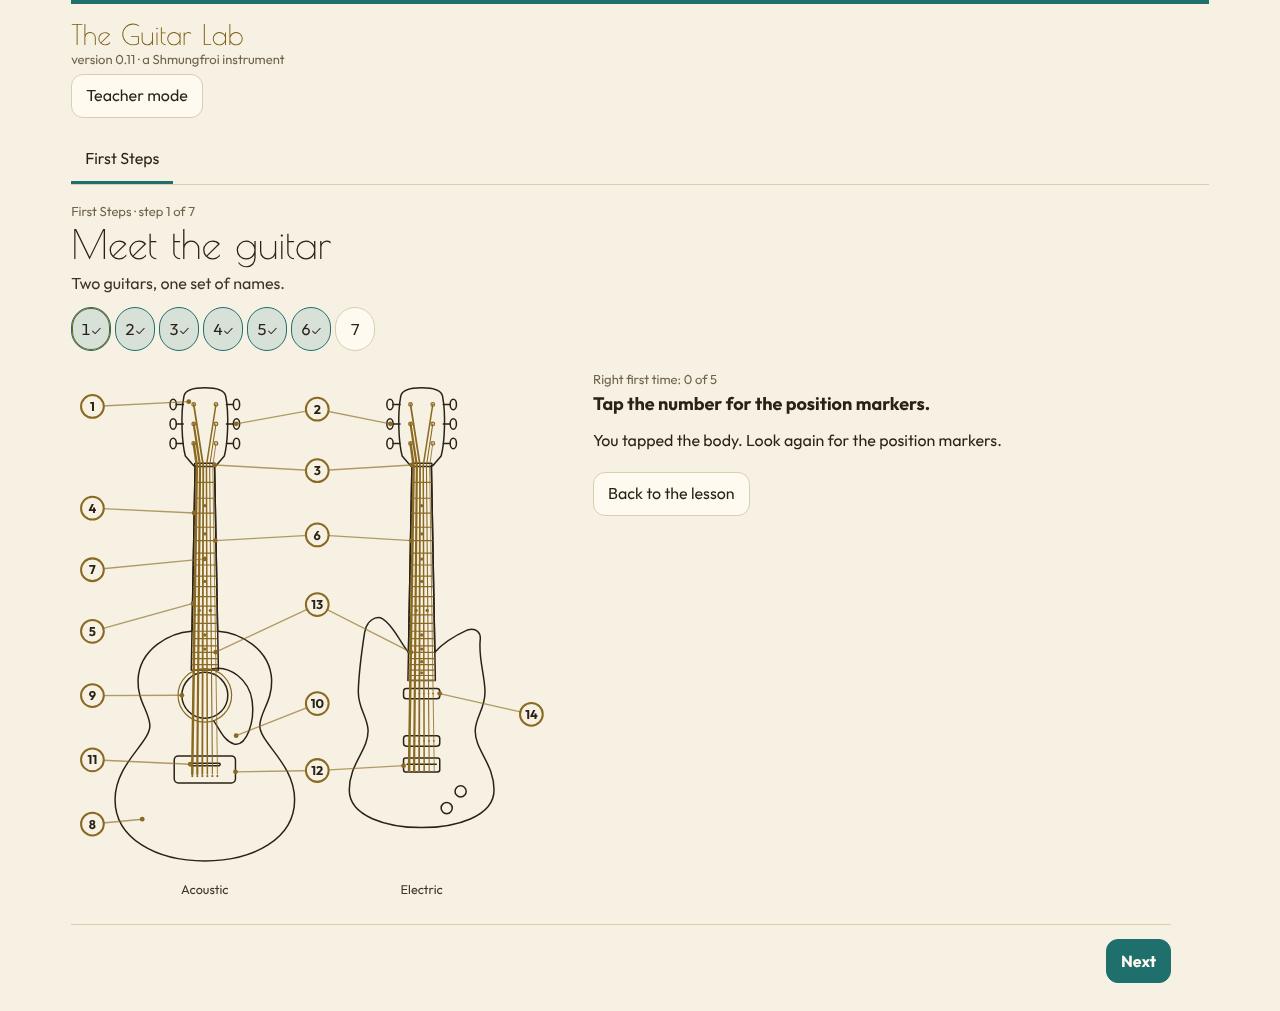 The Guitar Lab
version 0.11 · a Shmungfroi instrument
Teacher mode
First Steps
First Steps · step 1 of 7
Meet the guitar
Two guitars, one set of names.
1✓ 2✓ 3✓ 4✓ 5✓ 6✓ 7
Right first time: 0 of 5
Tap the number for the position markers.
You tapped the body. Look again for the position markers.
Back to the lesson
1
2
3
4
6
7
13
5
9
10
14
11
12
8
Acoustic
Electric
Next